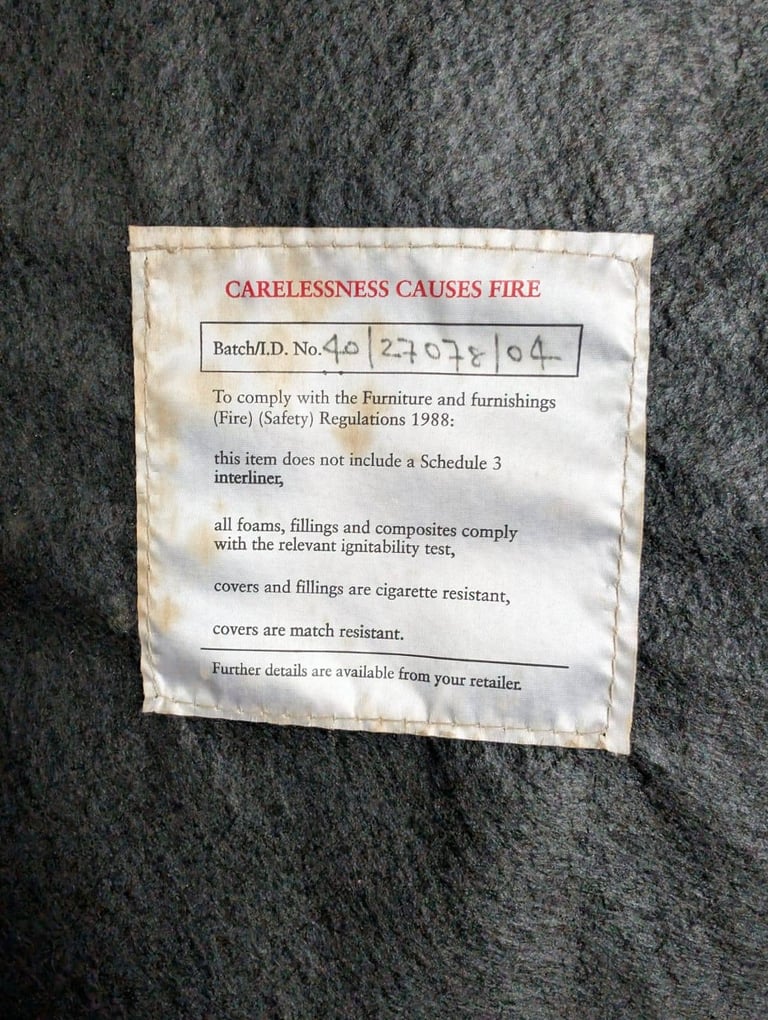 CARELESSNESS CAUSES FIRE
Batch/I.D. No. 40/27078/04
To comply with the Furniture and furnishings
(Fire) (Safety) Regulations 1988:
this item does not include a Schedule 3
interliner,
all foams, fillings and composites comply
with the relevant ignitability test,
covers and fillings are cigarette resistant,
covers are match resistant.
Further details are available from your retailer.